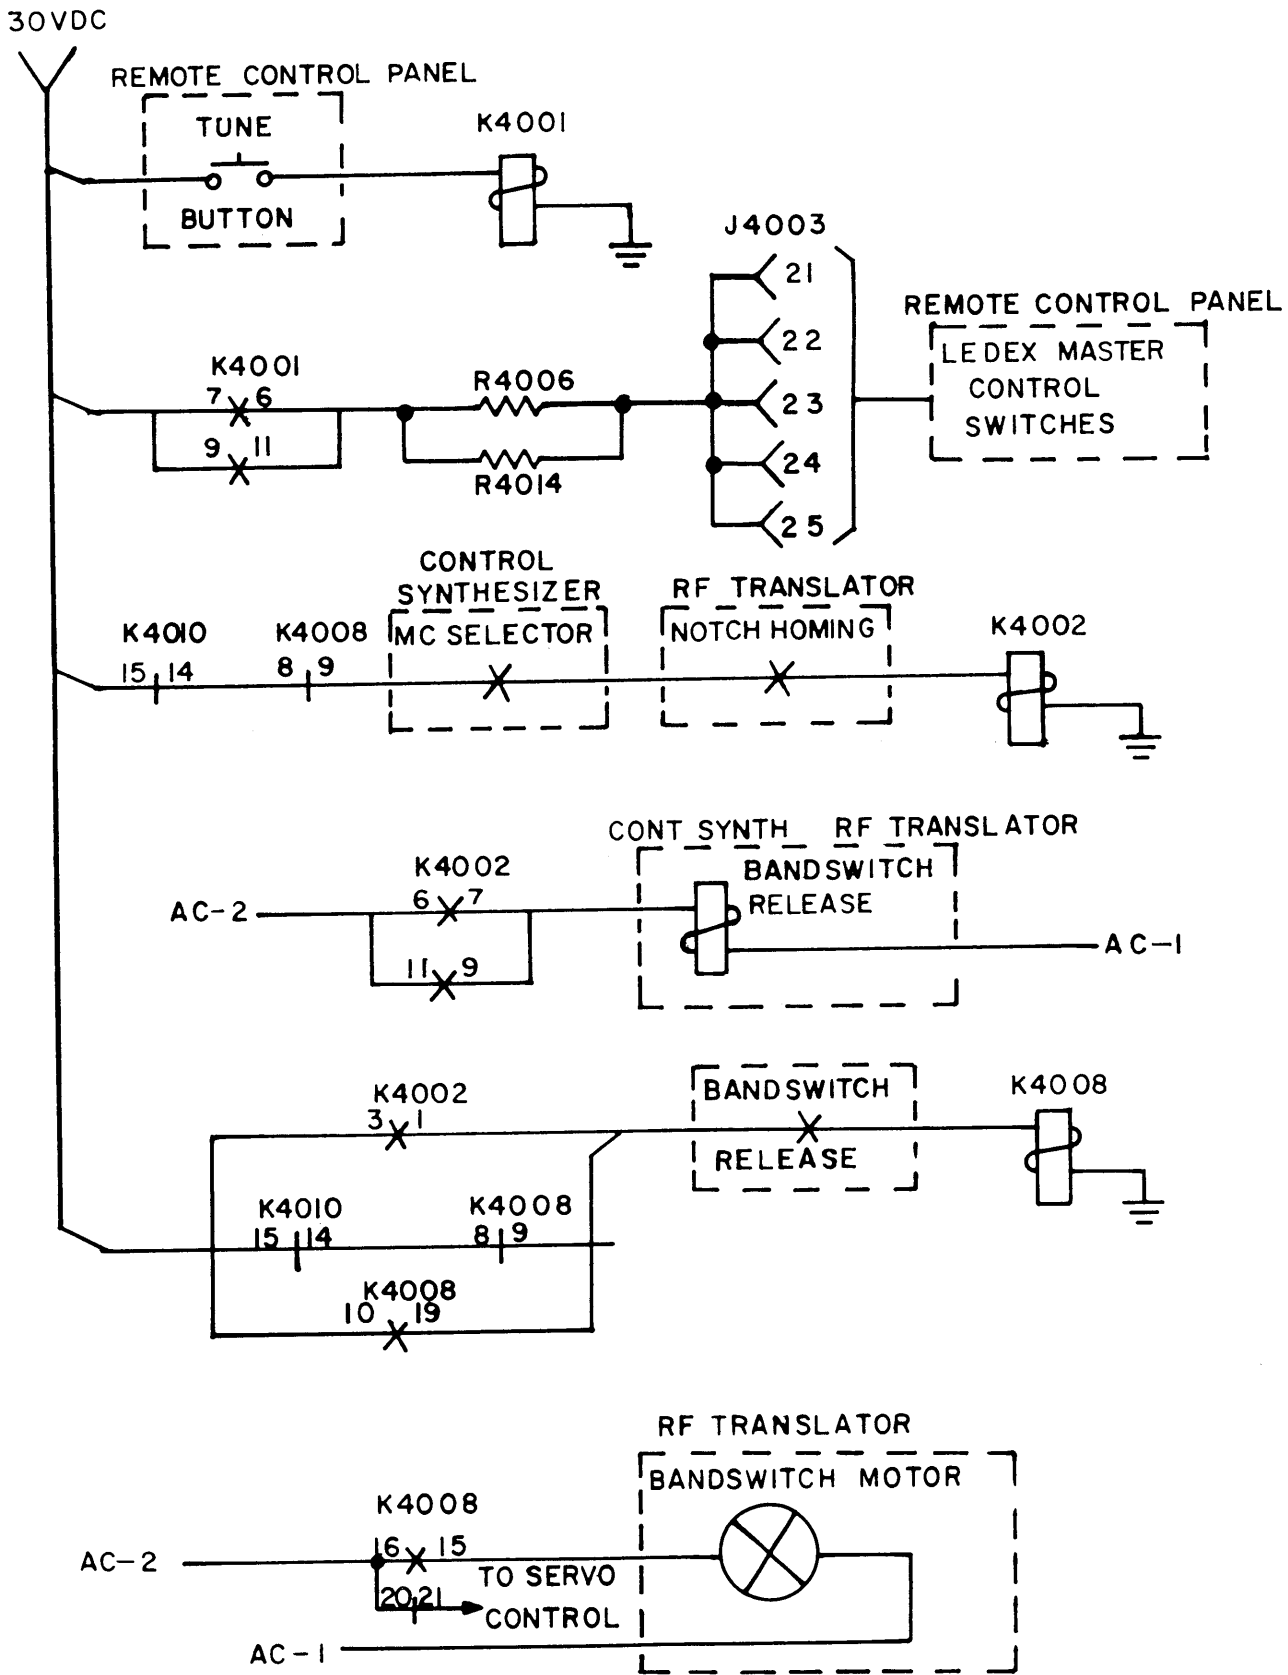 30VDC
REMOTE CONTROL PANEL
TUNE
BUTTON
K4001
J4003
21
22
23
24
25
REMOTE CONTROL PANEL
LEDEX MASTER
CONTROL
SWITCHES
K4001
7 6
9 11
R4006
R4014
CONTROL
SYNTHESIZER
MC SELECTOR
RF TRANSLATOR
NOTCH HOMING
K4010
15 14
K4008
8 9
K4002
CONT SYNTH RF TRANSLATOR
BANDSWITCH
RELEASE
K4002
6 7
11 9
AC-2
AC-1
K4002
3 1
BANDSWITCH
RELEASE
K4008
K4010
15 14
K4008
8 9
K4008
10 19
RF TRANSLATOR
BANDSWITCH MOTOR
K4008
16 15
AC-2
20 21
TO SERVO
CONTROL
AC-1